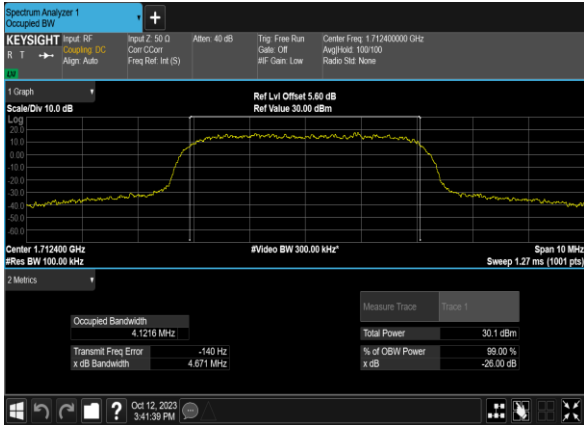 Spectrum Analyzer 1
Occupied BW
KEYSIGHT
R T
LXI
Input: RF
Coupling: DC
Align: Auto
Input Z: 50 Ω
Corr CCorr
Freq Ref: Int (S)
Atten: 40 dB
Trig: Free Run
Gate: Off
#IF Gain: Low
Center Freq: 1.712400000 GHz
Avg|Hold: 100/100
Radio Std: None
1 Graph
Scale/Div 10.0 dB
Ref Lvl Offset 5.60 dB
Ref Value 30.00 dBm
Log
20.0
10.0
0.00
-10.0
-20.0
-30.0
-40.0
-50.0
-60.0
Center 1.712400 GHz
#Res BW 100.00 kHz
#Video BW 300.00 kHz*
Span 10 MHz
Sweep 1.27 ms (1001 pts)
2 Metrics
Measure Trace
Trace 1
Occupied Bandwidth
4.1216 MHz
Total Power
30.1 dBm
Transmit Freq Error
-140 Hz
% of OBW Power
99.00 %
x dB Bandwidth
4.671 MHz
x dB
-26.00 dB
?
Oct 12, 2023
3:41:39 PM